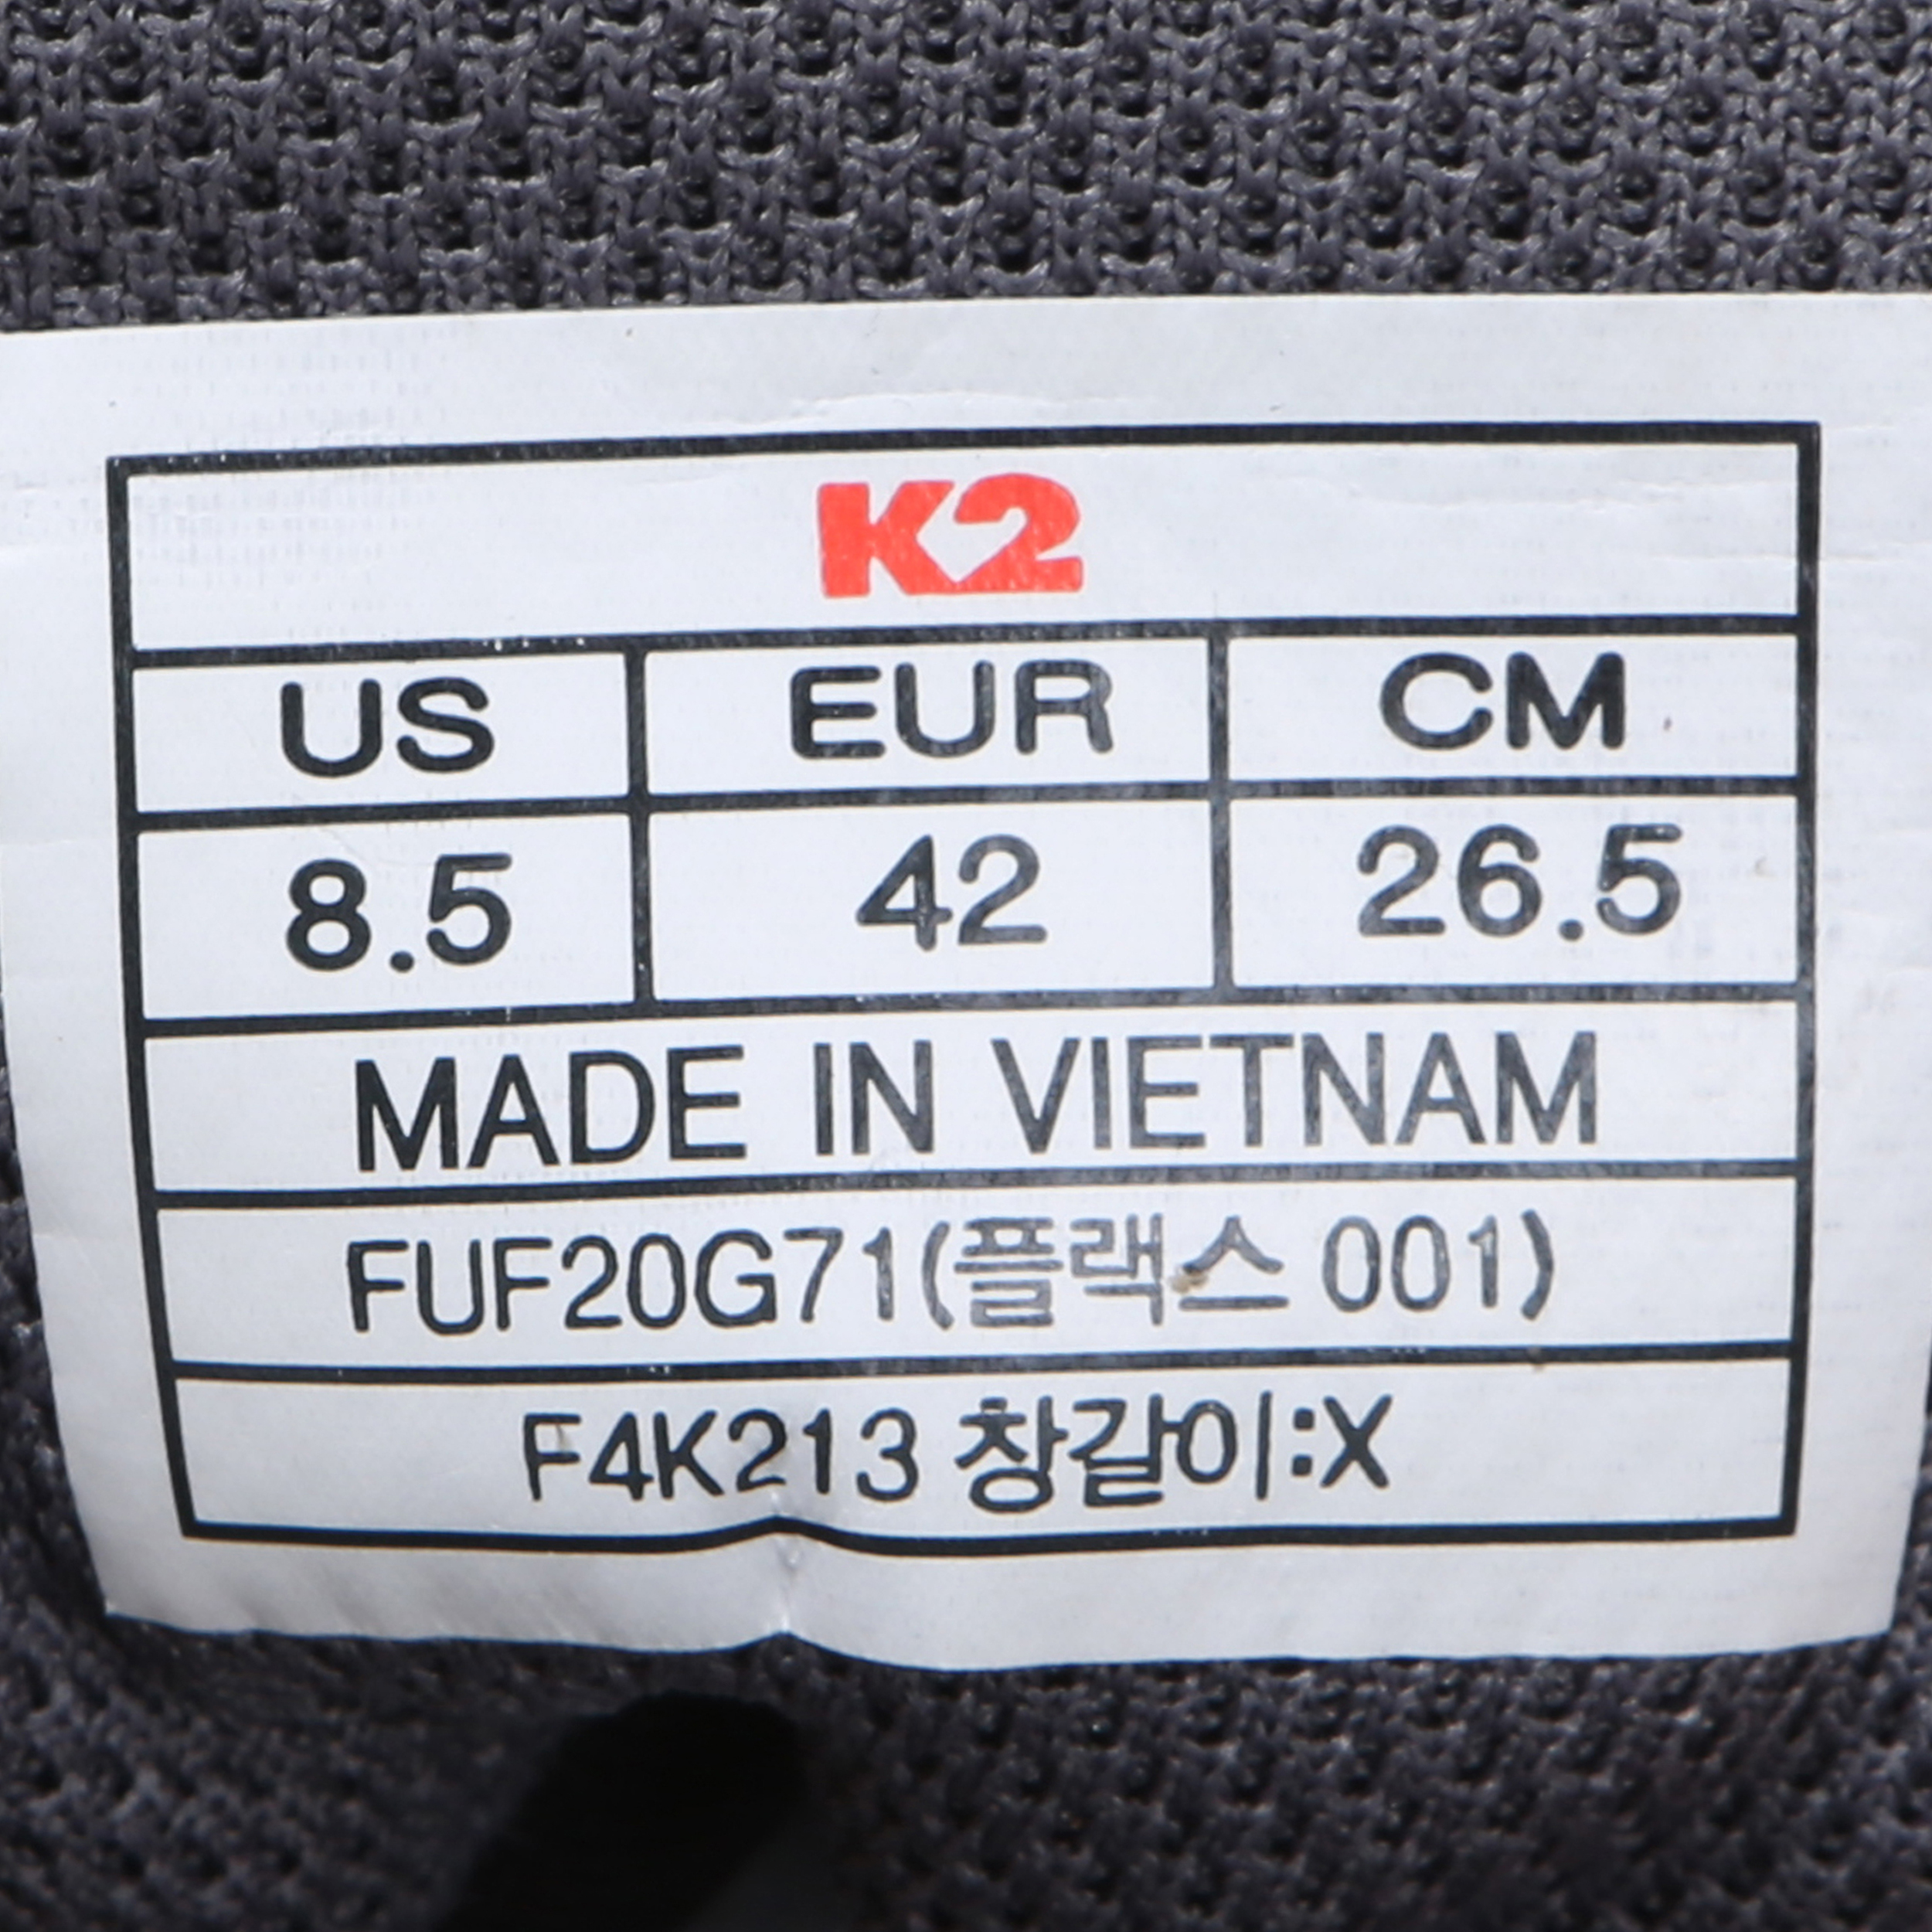 K2
US EUR CM
8.5 42 26.5
MADE IN VIETNAM
FUF20G71(플랙스 001)
F4K213 창갈이:X